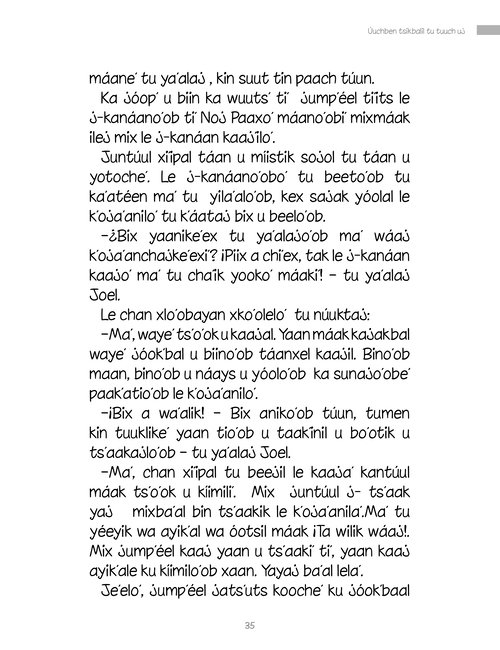 Úuchben tsikbalil tu tuuch uj
máane' tu ya'alaj , kin suut tin paach túun.
Ka jóop' u biin ka wuuts' ti' jump'éel tiits le
j-kanáano'ob ti' Noj Paaxo' máano'obi' mixmáak
ilej mix le j-kanáan kaajilo'.
Juntúul xiipal táan u míistik sojol tu táan u
yotoche'. Le j-kanáano'obo' tu beeto'ob tu
ka'atéen ma' tu yila'alo'ob, kex sajak yóolal le
k'oja'anilo' tu k'áataj bix u beelo'ob.
–¿Bix yaanike'ex tu ya'alajo'ob ma' wáaj
k'oja'anchajke'exi'? ¡Piix a chi'ex, tak le j-kanáan
kaajo' ma' tu cha'ik yooko' máaki'! – tu ya'alaj
Joel.
Le chan xlo'obayan xko'olelo' tu núuktaj:
–Ma', waye' ts'o'ok u kaajal. Yaan máak kajakbal
waye' jóok'bal u biino'ob táanxel kaajil. Bino'ob
maan, bino'ob u náays u yóolo'ob ka sunajo'obe'
paak'atio'ob le k'oja'anilo'.
–¡Bix a wa'alik! – Bix aniko'ob túun, tumen
kin tuuklike' yaan tio'ob u taak'inil u bo'otik u
ts'aakajlo'ob – tu ya'alaj Joel.
–Ma', chan xiipal tu beejil le kaaja' kantúul
máak ts'o'ok u kíimili'. Mix juntúul j- ts'aak
yaj mixba'al bin ts'aakik le k'oja'anila'.Ma' tu
yéeyik wa ayik'al wa óotsil máak ¡Ta wilik wáaj!.
Mix jump'éel kaaj yaan u ts'aaki' ti', yaan kaaj
ayik'ale ku kíimilo'ob xaan. Yayaj ba'al lela'.
Je'elo', jump'éel jats'uts kooche' ku jóok'baal
35